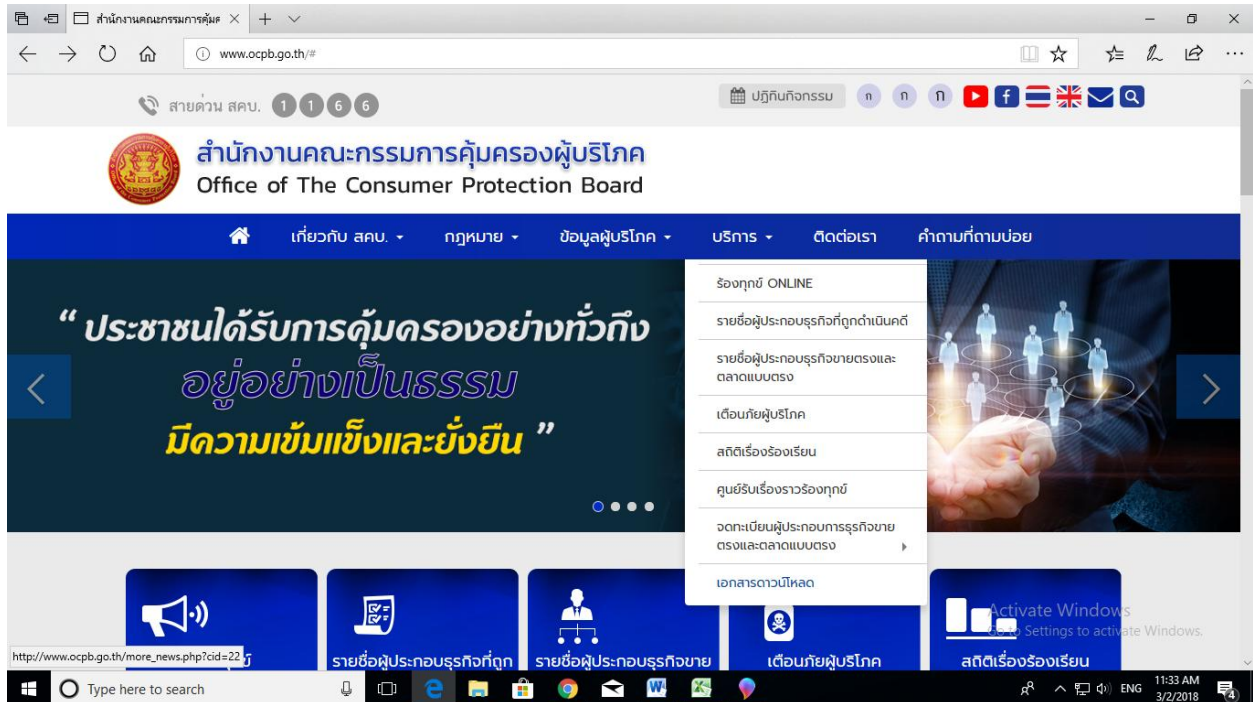 สำนักงานคณะกรรมการคุ้มค
www.ocpb.go.th/#
สายด่วน สคบ. 1 1 6 6
ปฏิทินกิจกรรม ก ก ก
สำนักงานคณะกรรมการคุ้มครองผู้บริโภค
Office of The Consumer Protection Board
เกี่ยวกับ สคบ. กฎหมาย ข้อมูลผู้บริโภค บริการ ติดต่อเรา คำถามที่ถามบ่อย
“ ประชาชนได้รับการคุ้มครองอย่างทั่วถึง
อยู่อย่างเป็นธรรม
มีความเข้มแข็งและยั่งยืน ”
ร้องทุกข์ ONLINE
รายชื่อผู้ประกอบธุรกิจที่ถูกดำเนินคดี
รายชื่อผู้ประกอบธุรกิจขายตรงและ
ตลาดแบบตรง
เตือนภัยผู้บริโภค
สถิติเรื่องร้องเรียน
ศูนย์รับเรื่องราวร้องทุกข์
จดทะเบียนผู้ประกอบการธุรกิจขาย
ตรงและตลาดแบบตรง
เอกสารดาวน์โหลด
รายชื่อผู้ประกอบธุรกิจที่ถูก
รายชื่อผู้ประกอบธุรกิจขาย
เตือนภัยผู้บริโภค
สถิติเรื่องร้องเรียน
Activate Windows
Go to Settings to activate Windows.
http://www.ocpb.go.th/more_news.php?cid=22
Type here to search
ENG
11:33 AM
3/2/2018
4